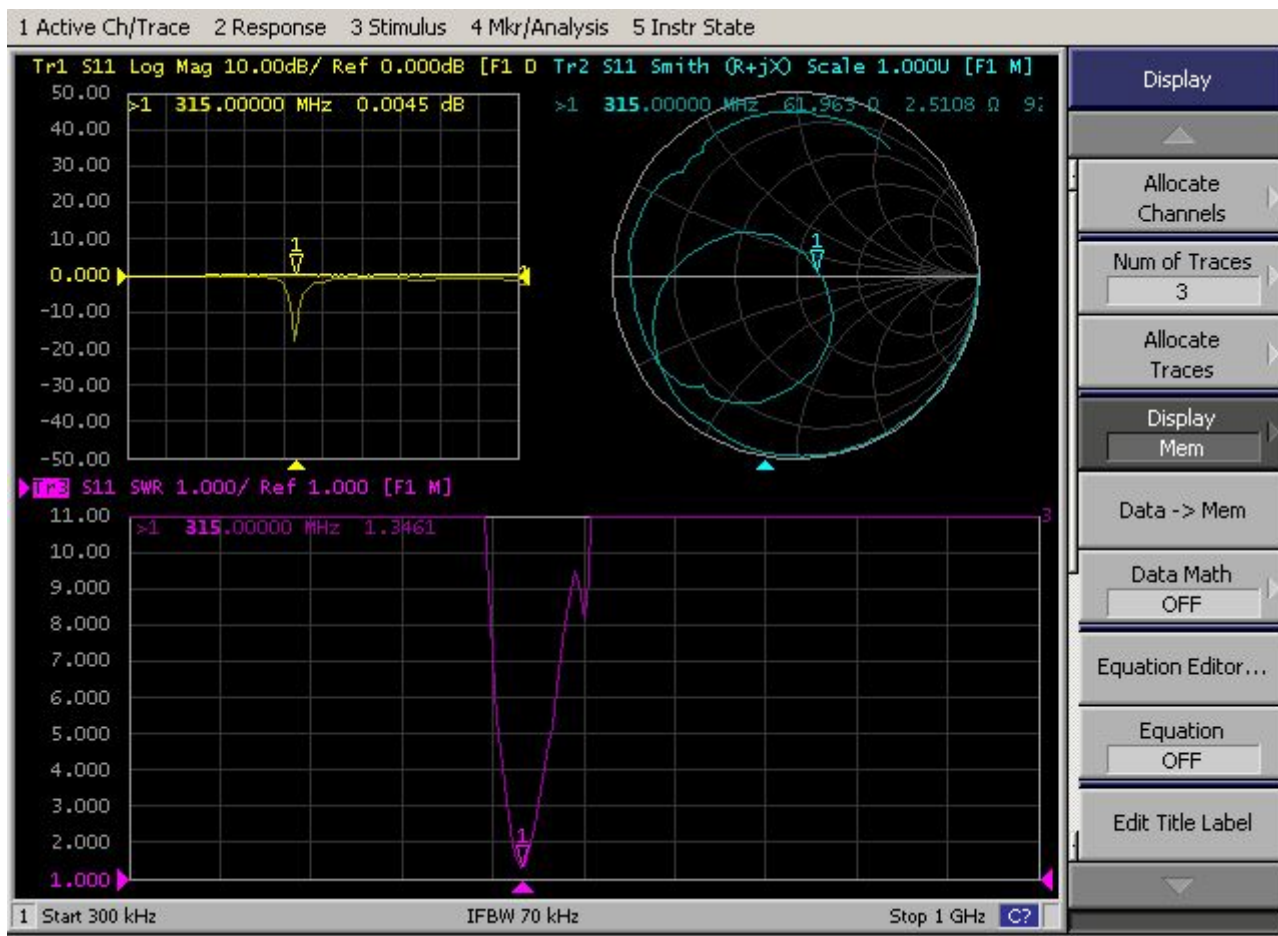 1 Active Ch/Trace 2 Response 3 Stimulus 4 Mkr/Analysis 5 Instr State
Tr1 S11 Log Mag 10.00dB/ Ref 0.000dB [F1 D
Tr2 S11 Smith (R+jX) Scale 1.000U [F1 M]
50.00
>1 315.00000 MHz 0.0045 dB
>1 315.00000 MHz 61.963 Ω 2.5108 Ω
40.00
30.00
20.00
10.00
1
1
0.000
-10.00
-20.00
-30.00
-40.00
-50.00
Tr3 S11 SWR 1.000/ Ref 1.000 [F1 M]
11.00
3
>1 315.00000 MHz 1.3461
10.00
9.000
8.000
7.000
6.000
5.000
4.000
3.000
2.000
1
1.000
1 Start 300 kHz IFBW 70 kHz Stop 1 GHz C?
Display
Allocate
Channels
Num of Traces
3
Allocate
Traces
Display
Mem
Data -> Mem
Data Math
OFF
Equation Editor...
Equation
OFF
Edit Title Label